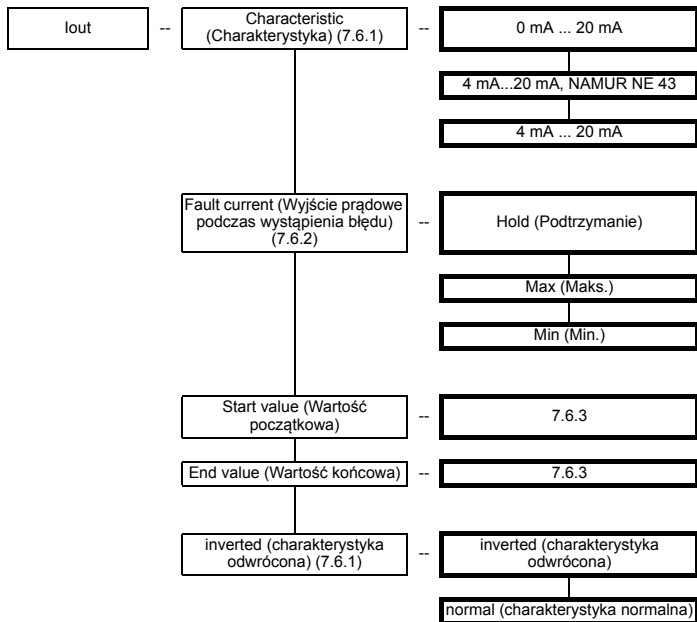 Iout
--
Characteristic
(Charakterystyka) (7.6.1)
--
0 mA ... 20 mA
4 mA...20 mA, NAMUR NE 43
4 mA ... 20 mA
Fault current (Wyjście prądowe
podczas wystąpienia błędu)
(7.6.2)
--
Hold (Podtrzymanie)
Max (Maks.)
Min (Min.)
Start value (Wartość
początkowa)
--
7.6.3
End value (Wartość końcowa)
--
7.6.3
inverted (charakterystyka
odwrócona) (7.6.1)
--
inverted (charakterystyka
odwrócona)
normal (charakterystyka normalna)